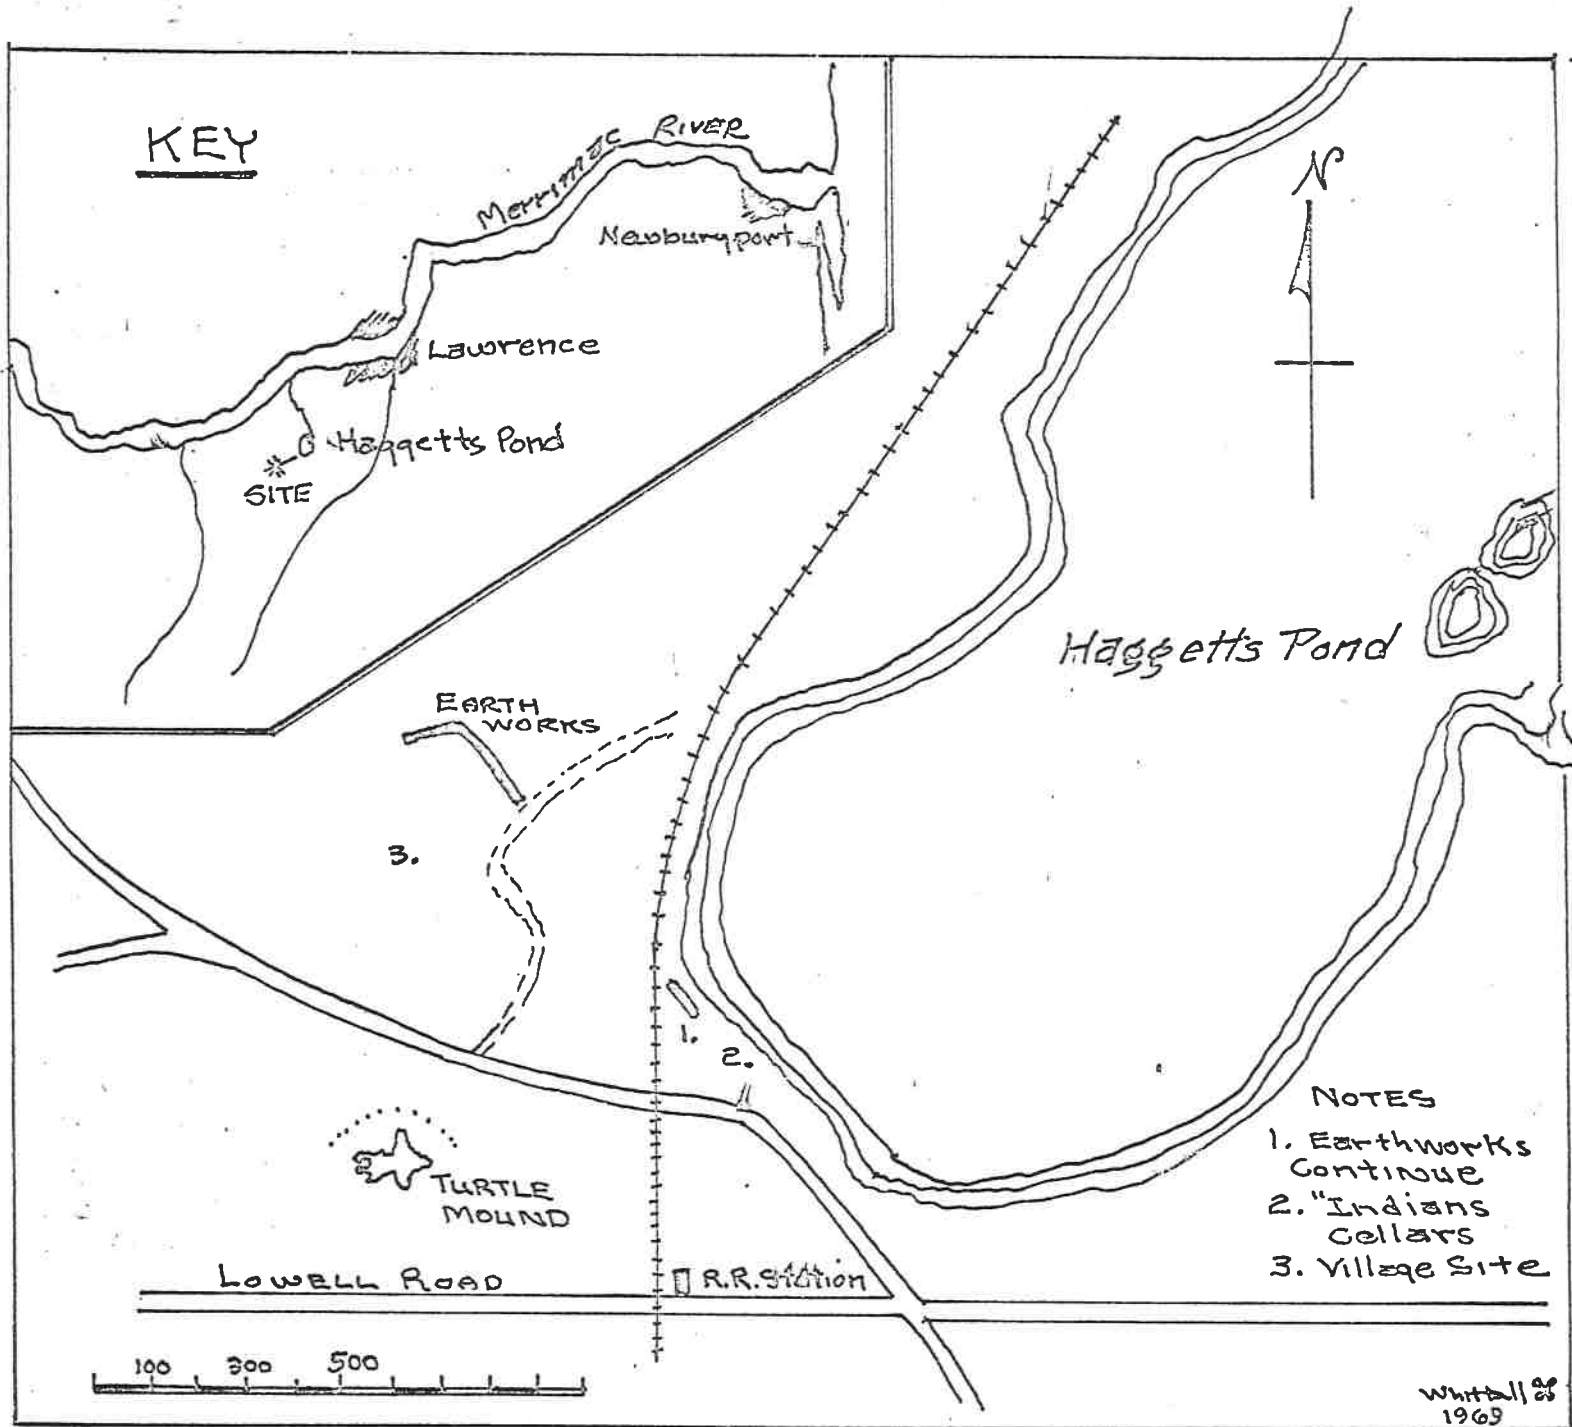 KEY
Merrimac River
Newburyport
Lawrence
Haggetts Pond
SITE
N
Haggetts Pond
EARTH
WORKS
3.
1.
2.
TURTLE
MOUND
LOWELL ROAD
R.R. Station
NOTES
1. Earthworks
Continue
2. "Indians
Cellars
3. Village Site
100 300 500
Whittall
1969